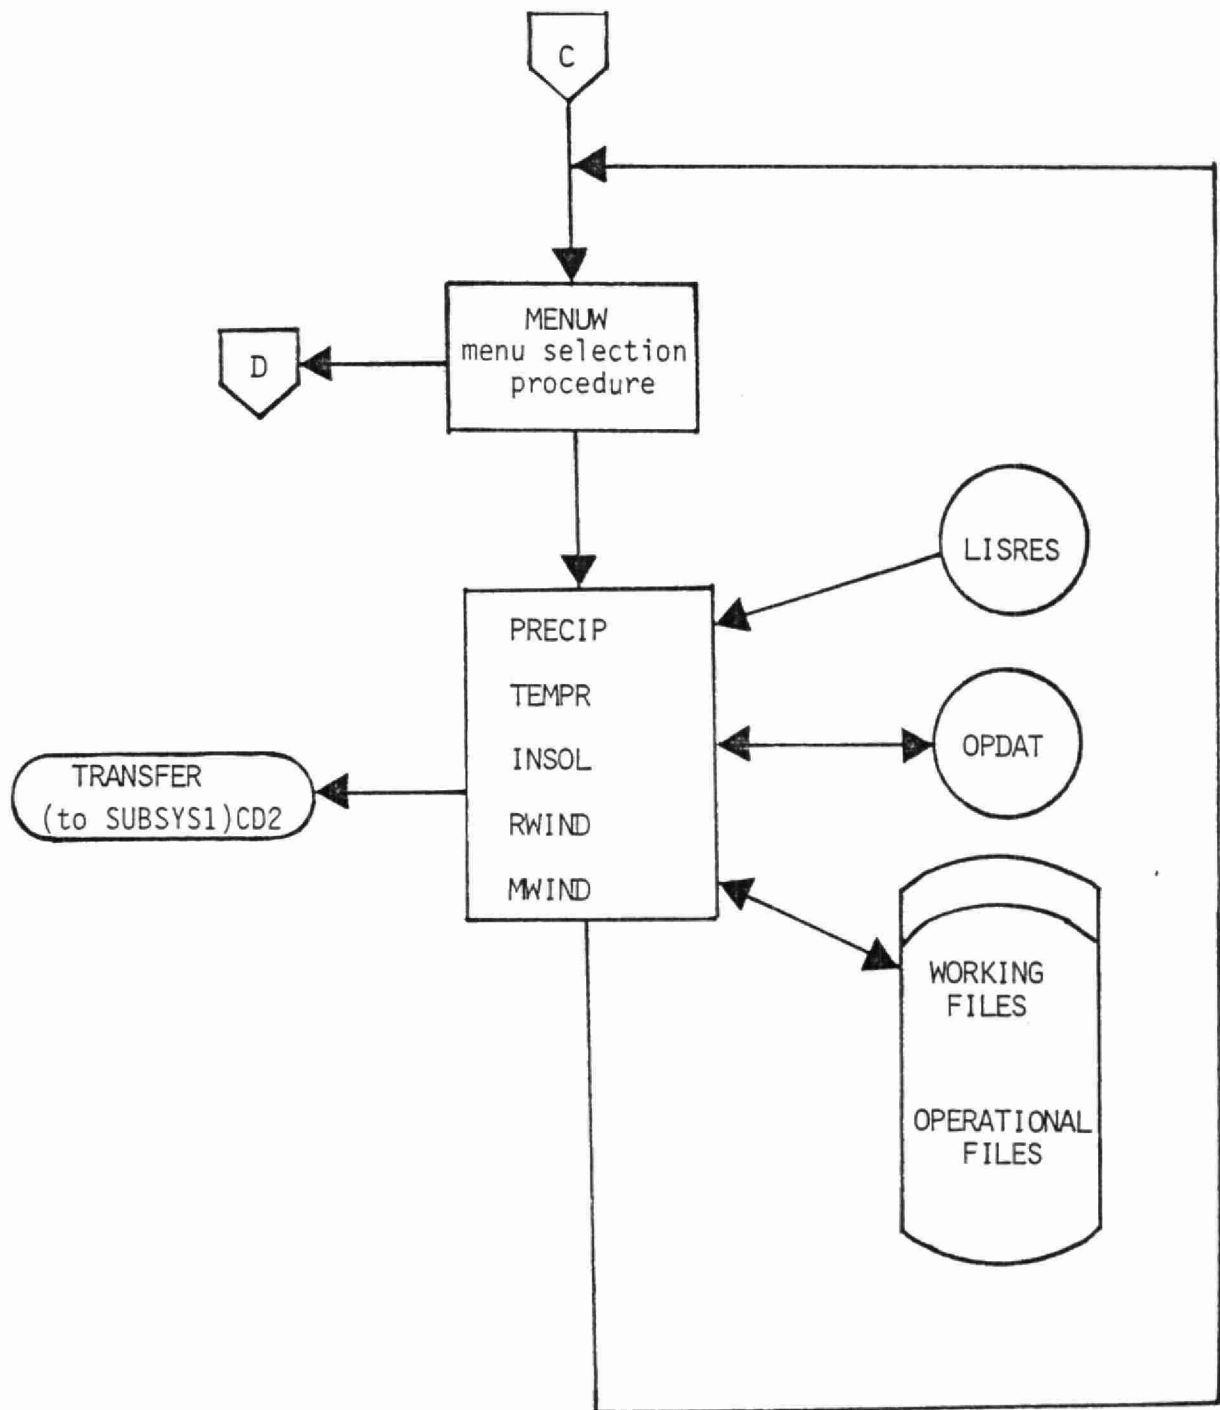 C
MENUW
menu selection
procedure
D
LISRES
PRECIP
TEMPR
INSOL
RWIND
MWIND
OPDAT
TRANSFER
(to SUBSYS1)CD2
WORKING
FILES
OPERATIONAL
FILES